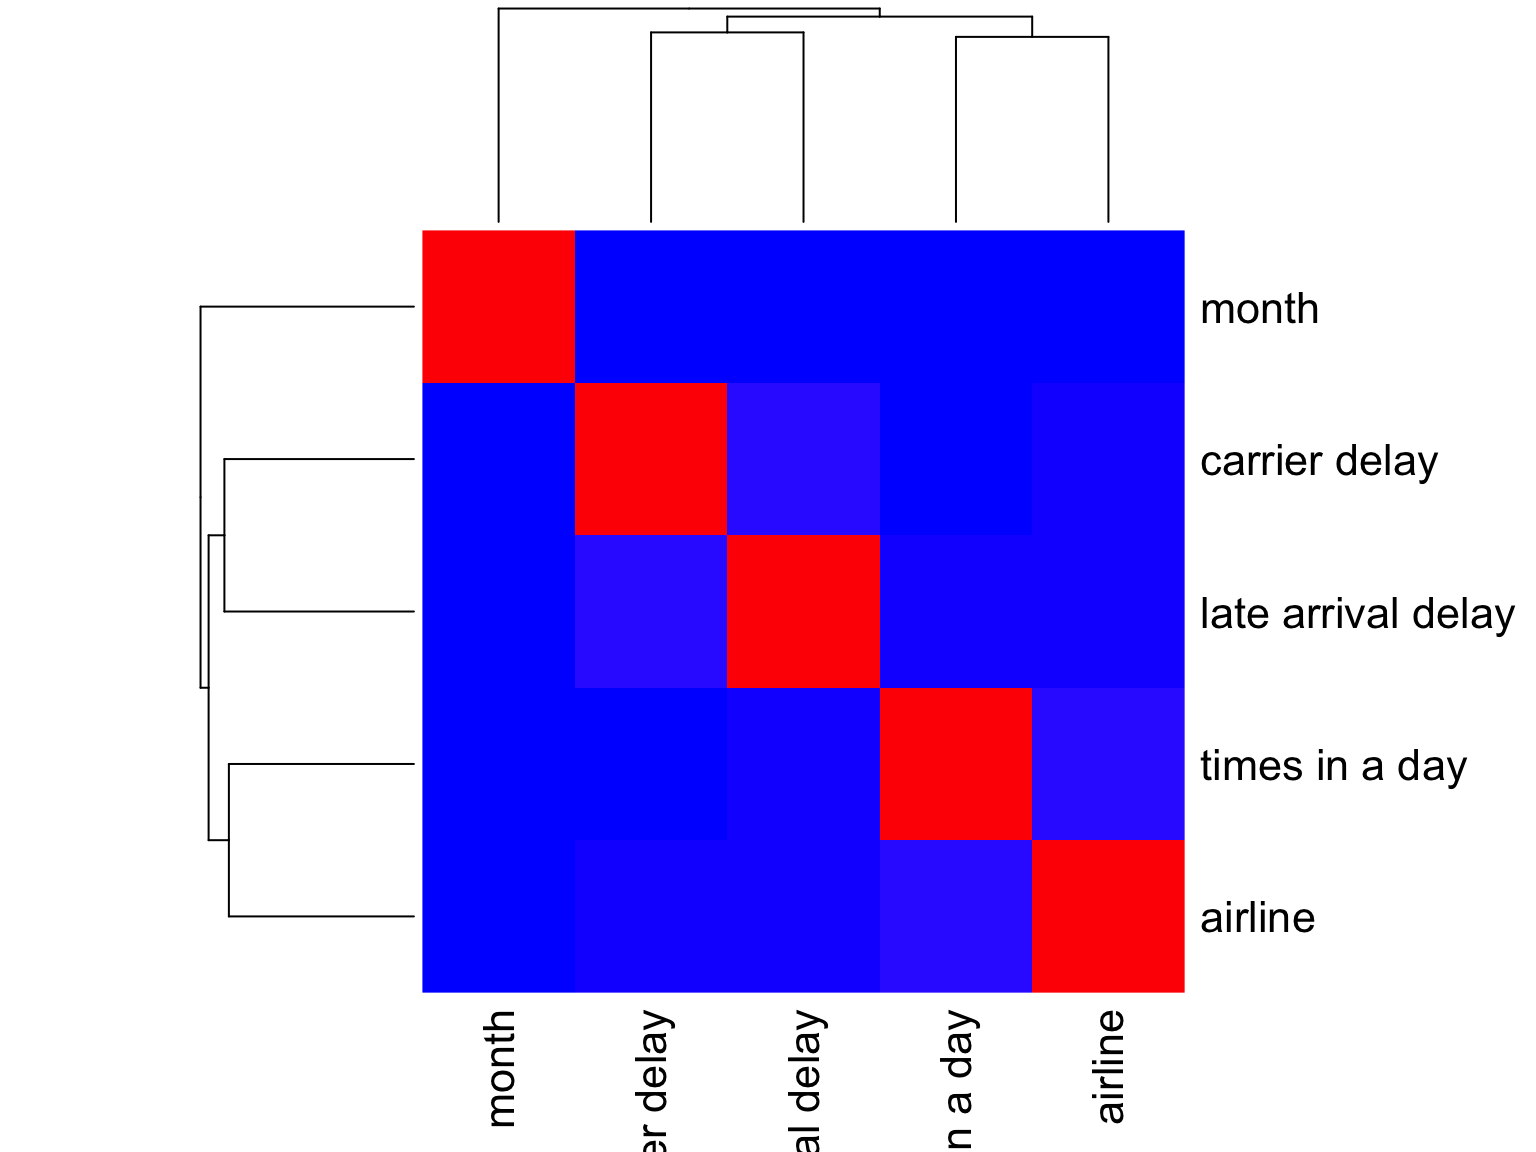 month
carrier delay
late arrival delay
times in a day
airline
month
er delay
al delay
n a day
airline